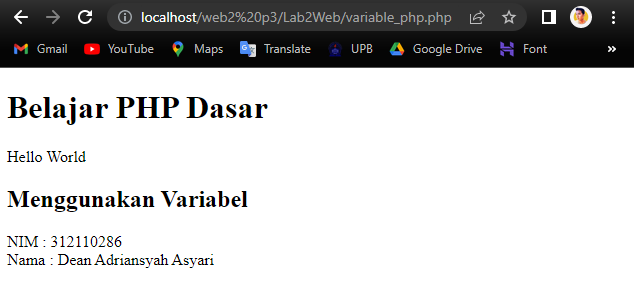 localhost/web2%20p3/Lab2Web/variable_php.php
Gmail YouTube Maps Translate UPB Google Drive Font »
Belajar PHP Dasar
Hello World
Menggunakan Variabel
NIM : 312110286
Nama : Dean Adriansyah Asyari